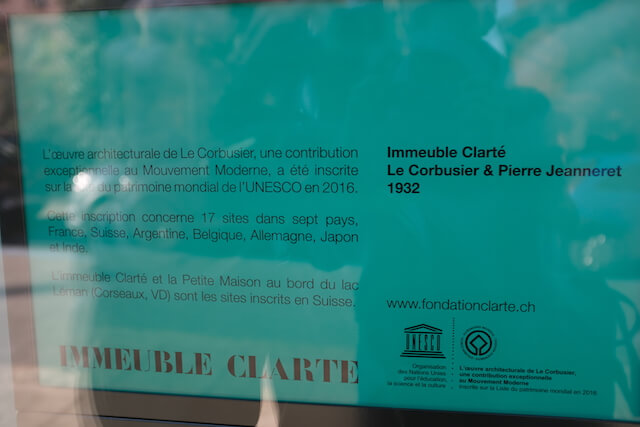 L'œuvre architecturale de Le Corbusier, une contribution
exceptionnelle au Mouvement Moderne, a été inscrite
sur la liste du patrimoine mondial de l'UNESCO en 2016.
Cette inscription concerne 17 sites dans sept pays,
France, Suisse, Argentine, Belgique, Allemagne, Japon
et Inde.
L'immeuble Clarté et la Petite Maison au bord du lac
Léman (Corseaux, VD) sont les sites inscrits en Suisse.
IMMEUBLE CLARTE
Immeuble Clarté
Le Corbusier & Pierre Jeanneret
1932
www.fondationclarte.ch
UNESCO
Organisation
des Nations Unies
pour l'éducation,
la science et la culture
L'œuvre architecturale de Le Corbusier,
une contribution exceptionnelle
au Mouvement Moderne
inscrite sur la Liste du patrimoine mondial en 2016